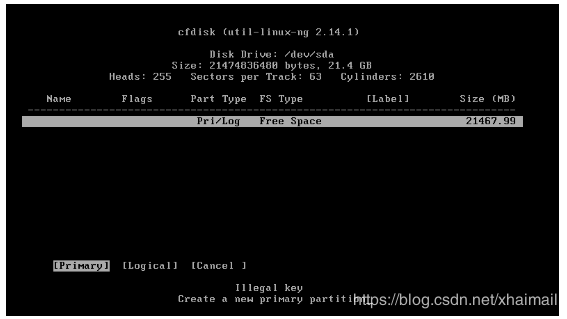 cfdisk (util-linux-ng 2.14.1)
Disk Drive: /dev/sda
Size: 21474836480 bytes, 21.4 GB
Heads: 255 Sectors per Track: 63 Cylinders: 2610
Name Flags Part Type FS Type [Label] Size (MB)
Pri/Log Free Space 21467.99
[Primary] [Logical] [Cancel ]
Illegal key
Create a new primary partition
https://blog.csdn.net/xhaimail